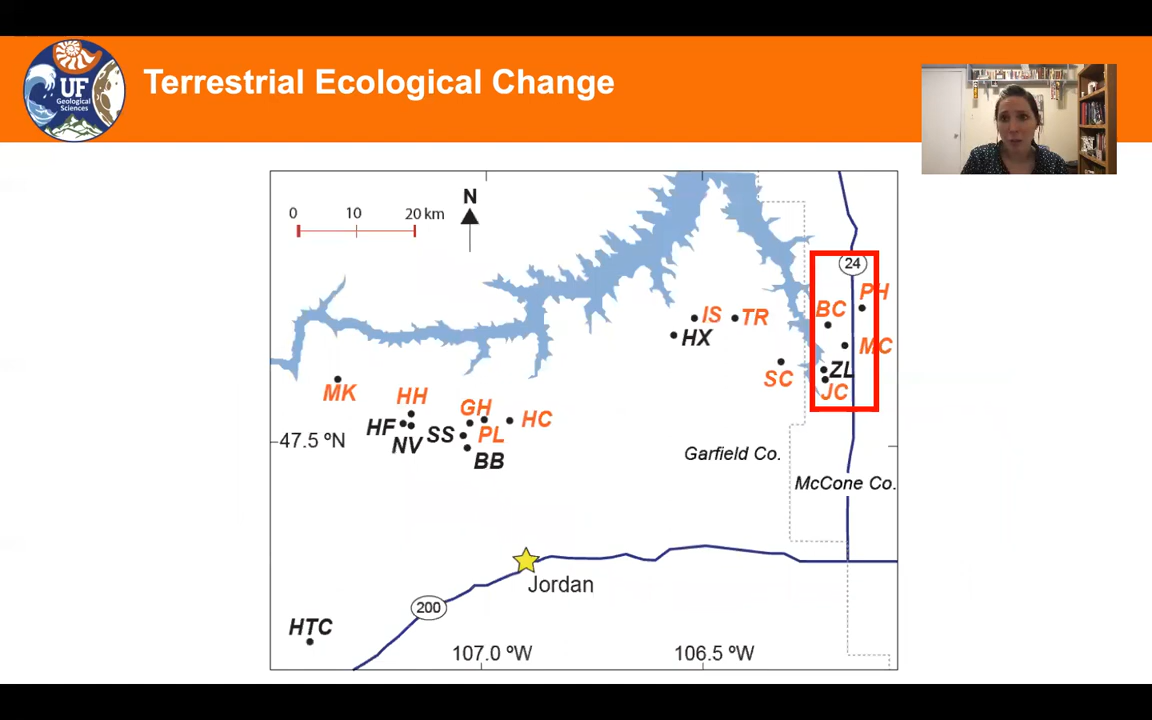 Terrestrial Ecological Change
UF
Geological
Sciences
N
0 10 20 km
24
PH
BC
IS TR
HX
MC
ZL
SC
JC
MK
HH
GH
HC
HF
NV
SS
PL
BB
47.5 ºN
Garfield Co.
McCone Co.
Jordan
200
HTC
107.0 ºW 106.5 ºW